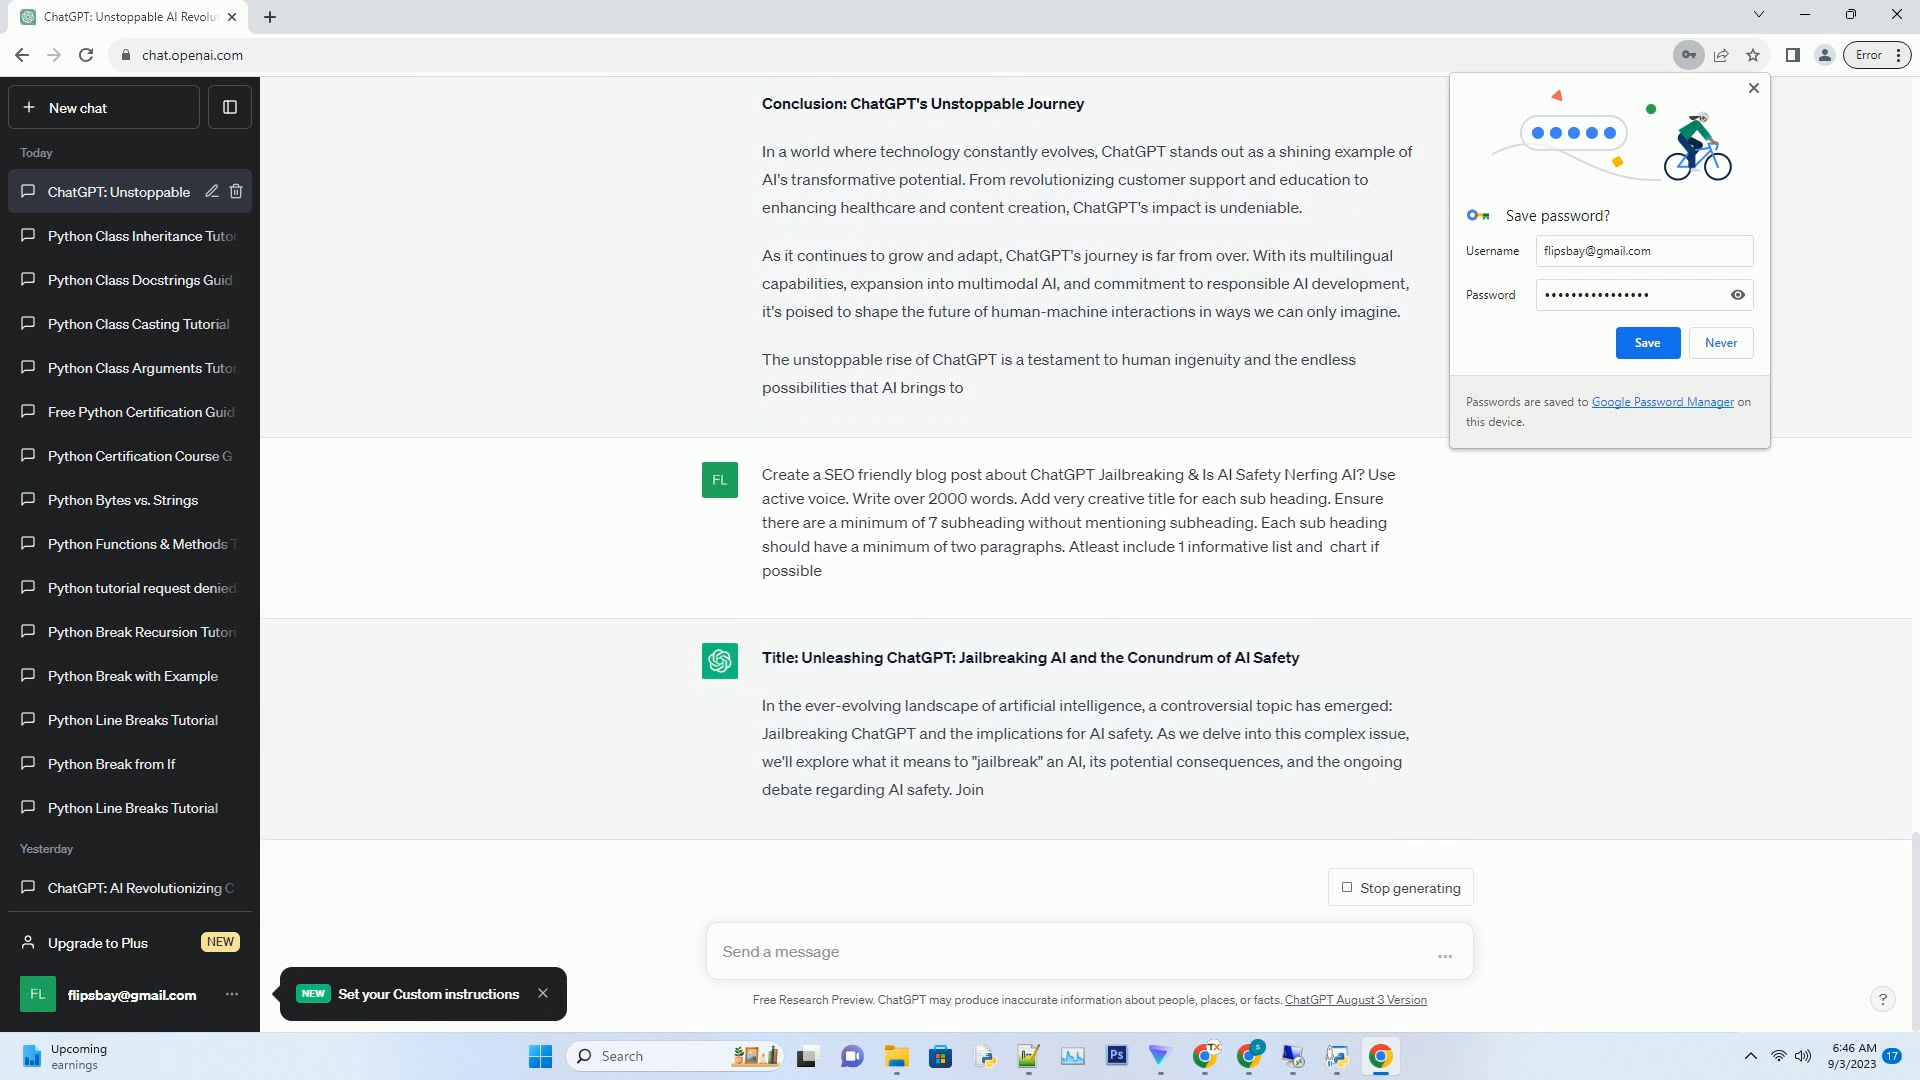 ChatGPT: Unstoppable AI Revolu
chat.openai.com
Error
New chat
Today
ChatGPT: Unstoppable
Python Class Inheritance Tutor
Python Class Docstrings Guid
Python Class Casting Tutorial
Python Class Arguments Tutor
Free Python Certification Guid
Python Certification Course G
Python Bytes vs. Strings
Python Functions & Methods T
Python tutorial request denied
Python Break Recursion Tutori
Python Break with Example
Python Line Breaks Tutorial
Python Break from If
Python Line Breaks Tutorial
Yesterday
ChatGPT: AI Revolutionizing C
Upgrade to Plus
NEW
FL
flipsbay@gmail.com
Conclusion: ChatGPT's Unstoppable Journey
In a world where technology constantly evolves, ChatGPT stands out as a shining example of
AI's transformative potential. From revolutionizing customer support and education to
enhancing healthcare and content creation, ChatGPT's impact is undeniable.
As it continues to grow and adapt, ChatGPT's journey is far from over. With its multilingual
capabilities, expansion into multimodal AI, and commitment to responsible AI development,
it's poised to shape the future of human-machine interactions in ways we can only imagine.
The unstoppable rise of ChatGPT is a testament to human ingenuity and the endless
possibilities that AI brings to
FL
Create a SEO friendly blog post about ChatGPT Jailbreaking & Is AI Safety Nerfing AI? Use
active voice. Write over 2000 words. Add very creative title for each sub heading. Ensure
there are a minimum of 7 subheading without mentioning subheading. Each sub heading
should have a minimum of two paragraphs. Atleast include 1 informative list and  chart if
possible
Title: Unleashing ChatGPT: Jailbreaking AI and the Conundrum of AI Safety
In the ever-evolving landscape of artificial intelligence, a controversial topic has emerged:
Jailbreaking ChatGPT and the implications for AI safety. As we delve into this complex issue,
we'll explore what it means to "jailbreak" an AI, its potential consequences, and the ongoing
debate regarding AI safety. Join
Stop generating
Send a message
NEW Set your Custom instructions
Free Research Preview. ChatGPT may produce inaccurate information about people, places, or facts. ChatGPT August 3 Version
?
Save password?
Username flipsbay@gmail.com
Password ••••••••••••••••
Save Never
Passwords are saved to Google Password Manager on
this device.
Upcoming
earnings
Search
Ps
TX
S
6:46 AM
9/3/2023
17